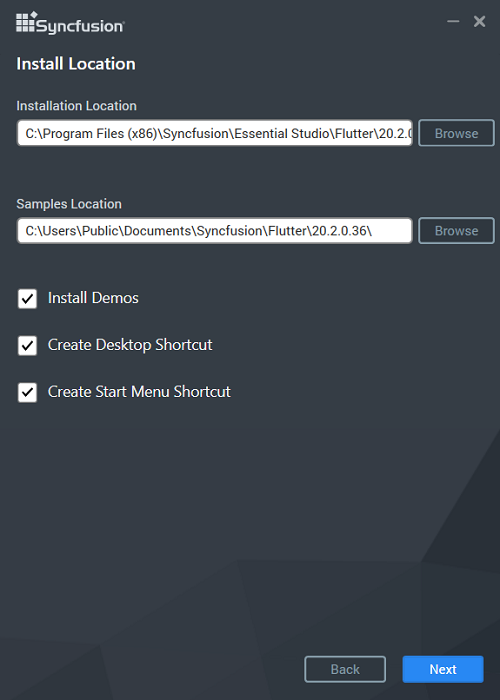 Syncfusion
Install Location
Installation Location
C:\Program Files (x86)\Syncfusion\Essential Studio\Flutter\20.2.0
Browse
Samples Location
C:\Users\Public\Documents\Syncfusion\Flutter\20.2.0.36\
Browse
Install Demos
Create Desktop Shortcut
Create Start Menu Shortcut
Back
Next